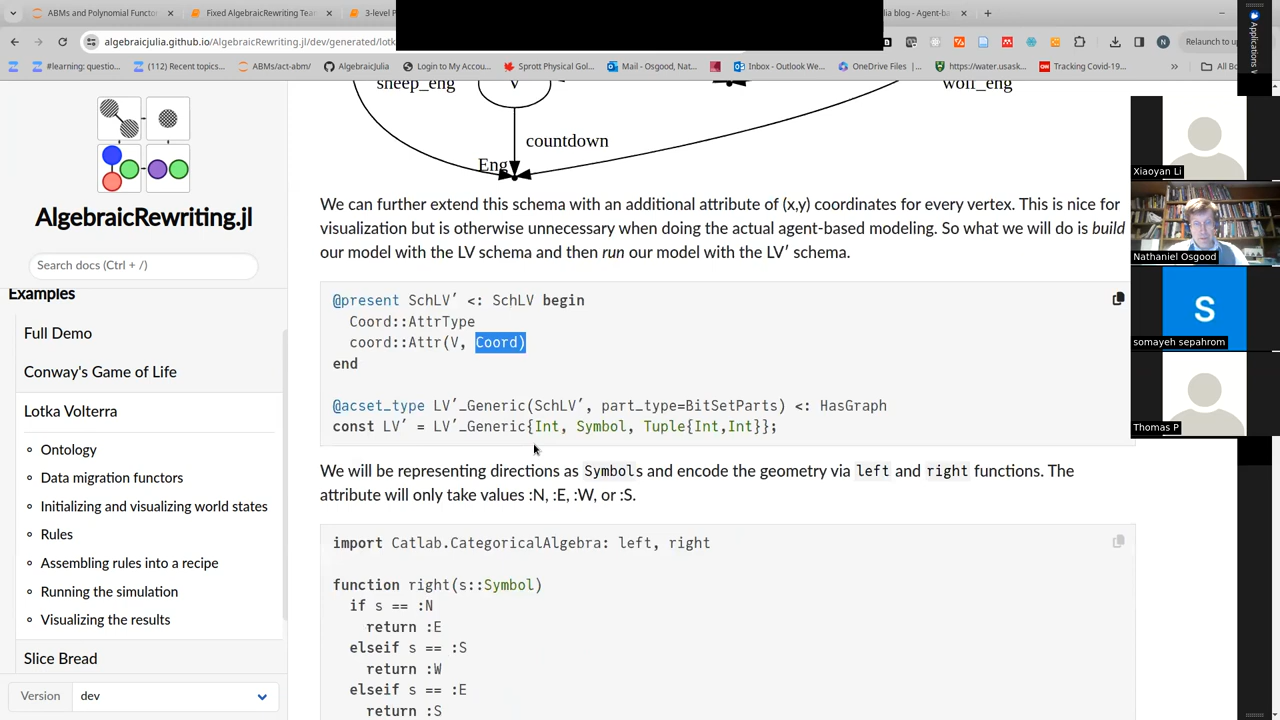 ABMs and Polynomial Functor
Fixed AlgebraicRewriting Tea
3-level P
lia blog - Agent-ba
algebraicjulia.github.io/AlgebraicRewriting.jl/dev/generated/lotk
Relaunch to u
#learning: questio...
(112) Recent topics...
ABMs/act-abm/
AlgebraicJulia
Login to My Accou...
Sprott Physical Gol...
Mail - Osgood, Nat...
Inbox - Outlook We...
OneDrive Files |...
https://water.usask...
Tracking Covid-19...
All Bo
Applications
sheep_eng
V
wolf_eng
countdown
Eng
AlgebraicRewriting.jl
Search docs (Ctrl + /)
Examples
Full Demo
Conway's Game of Life
Lotka Volterra
Ontology
Data migration functors
Initializing and visualizing world states
Rules
Assembling rules into a recipe
Running the simulation
Visualizing the results
Slice Bread
Version
dev
We can further extend this schema with an additional attribute of (x,y) coordinates for every vertex. This is nice for
visualization but is otherwise unnecessary when doing the actual agent-based modeling. So what we will do is build
our model with the LV schema and then run our model with the LV′ schema.
@present SchLV′ <: SchLV begin
Coord::AttrType
coord::Attr(V, Coord)
end
@acset_type LV′_Generic(SchLV′, part_type=BitSetParts) <: HasGraph
const LV′ = LV′_Generic{Int, Symbol, Tuple{Int,Int}};
We will be representing directions as Symbols and encode the geometry via left and right functions. The
attribute will only take values :N, :E, :W, or :S.
import Catlab.CategoricalAlgebra: left, right
function right(s::Symbol)
if s == :N
return :E
elseif s == :S
return :W
elseif s == :E
return :S
Xiaoyan Li
Nathaniel Osgood
S
somayeh sepahrom
Thomas P